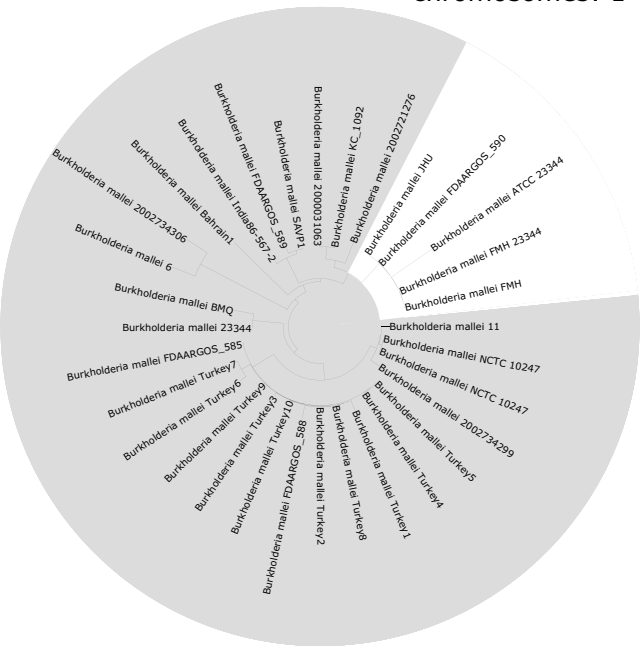 Burkholderia mallei 2002721276
Burkholderia mallei JHU
Burkholderia mallei FDAARGOS_590
Burkholderia mallei ATCC 23344
Burkholderia mallei FMH 23344
Burkholderia mallei FMH
Burkholderia mallei 11
Burkholderia mallei NCTC 10247
Burkholderia mallei NCTC 10247
Burkholderia mallei 2002734299
Burkholderia mallei Turkey5
Burkholderia mallei Turkey4
Burkholderia mallei Turkey1
Burkholderia mallei Turkey8
Burkholderia mallei Turkey2
Burkholderia mallei FDAARGOS_588
Burkholderia mallei Turkey10
Burkholderia mallei Turkey3
Burkholderia mallei Turkey9
Burkholderia mallei Turkey6
Burkholderia mallei Turkey7
Burkholderia mallei FDAARGOS_585
Burkholderia mallei 23344
Burkholderia mallei BMQ
Burkholderia mallei 6
Burkholderia mallei 2002734306
Burkholderia mallei Bahrain1
Burkholderia mallei India86-567-2
Burkholderia mallei FDAARGOS_589
Burkholderia mallei SAVP1
Burkholderia mallei 2000031063
Burkholderia mallei KC_1092